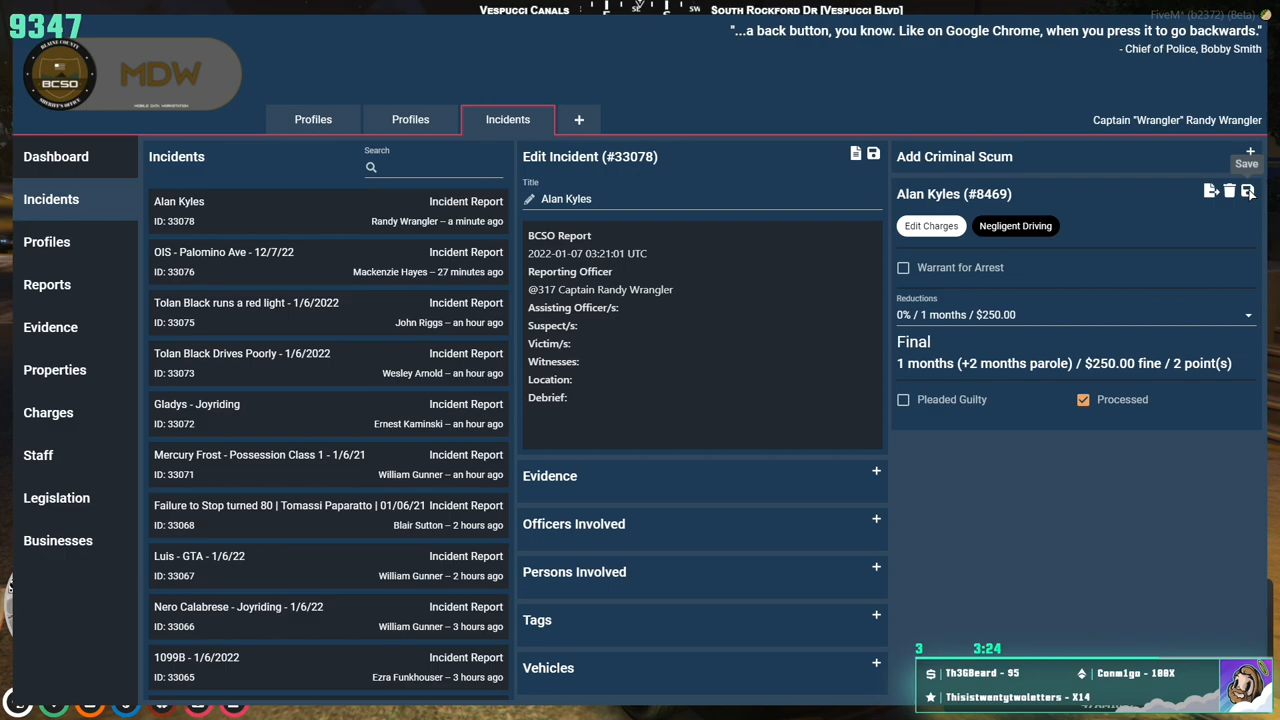 9347
Vespucci Canals
SE
SW
South Rockford Dr [Vespucci Blvd]
FiveM^ (b2372) (Beta)
"...a back button, you know. Like on Google Chrome, when you press it to go backwards."
- Chief of Police, Bobby Smith
BLAINE COUNTY
BCSO
SHERIFF'S OFFICE
MDW
MOBILE DATA WORKSTATION
Profiles
Profiles
Incidents
+
Captain "Wrangler" Randy Wrangler
Dashboard
Incidents
Profiles
Reports
Evidence
Properties
Charges
Staff
Legislation
Businesses
Incidents
Search
Alan Kyles Incident Report
ID: 33078 Randy Wrangler – a minute ago
OIS - Palomino Ave - 12/7/22 Incident Report
ID: 33076 Mackenzie Hayes – 27 minutes ago
Tolan Black runs a red light - 1/6/2022 Incident Report
ID: 33075 John Riggs – an hour ago
Tolan Black Drives Poorly - 1/6/2022 Incident Report
ID: 33073 Wesley Arnold – an hour ago
Gladys - Joyriding Incident Report
ID: 33072 Ernest Kaminski – an hour ago
Mercury Frost - Possession Class 1 - 1/6/21 Incident Report
ID: 33071 William Gunner – an hour ago
Failure to Stop turned 80 | Tomassi Paparatto | 01/06/21 Incident Report
ID: 33068 Blair Sutton – 2 hours ago
Luis - GTA - 1/6/22 Incident Report
ID: 33067 William Gunner – 2 hours ago
Nero Calabrese - Joyriding - 1/6/22 Incident Report
ID: 33066 William Gunner – 3 hours ago
1099B - 1/6/2022 Incident Report
ID: 33065 Ezra Funkhouser – 3 hours ago
Edit Incident (#33078)
Title
Alan Kyles
BCSO Report
2022-01-07 03:21:01 UTC
Reporting Officer
@317 Captain Randy Wrangler
Assisting Officer/s:
Suspect/s:
Victim/s:
Witnesses:
Location:
Debrief:
Evidence +
Officers Involved +
Persons Involved +
Tags +
Vehicles +
Add Criminal Scum +
Save
Alan Kyles (#8469)
Edit Charges
Negligent Driving
Warrant for Arrest
Reductions
0% / 1 months / $250.00
Final
1 months (+2 months parole) / $250.00 fine / 2 point(s)
Pleaded Guilty
Processed
3 3:24
Th3GBeard - 95
Conm1go - 100X
Thisistwentytwoletters - X14